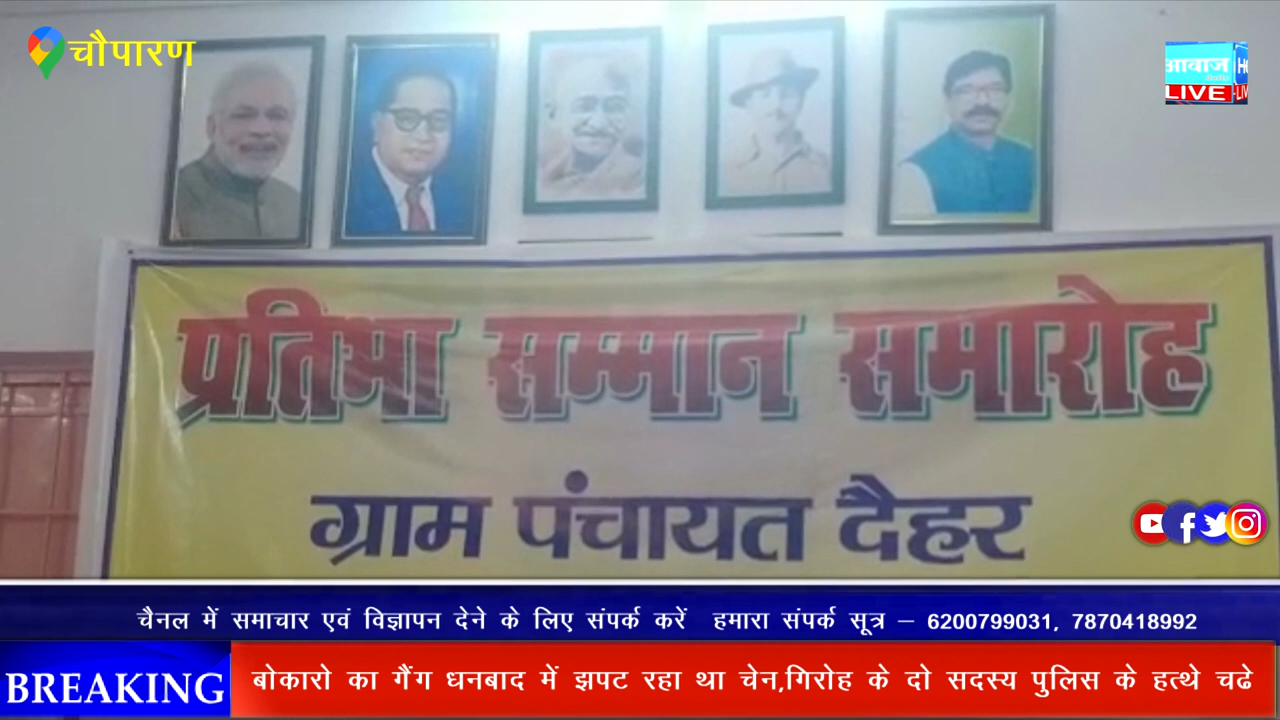 चौपारण
आवाज
LIVE
प्रतिभा सम्मान समारोह
ग्राम पंचायत दैहर
चैनल में समाचार एवं विज्ञापन देने के लिए संपर्क करें हमारा संपर्क सूत्र – 6200799031, 7870418992
BREAKING
बोकारो का गैंग धनबाद में झपट रहा था चेन,गिरोह के दो सदस्य पुलिस के हत्थे चढे